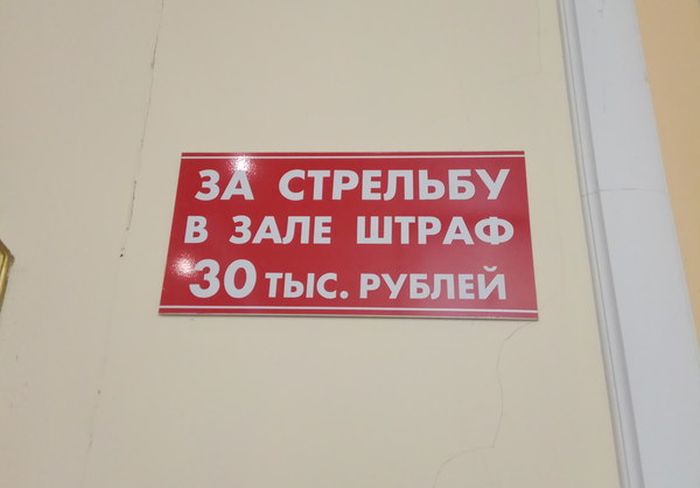 ЗА СТРЕЛЬБУ
В ЗАЛЕ ШТРАФ
30 ТЫС. РУБЛЕЙ